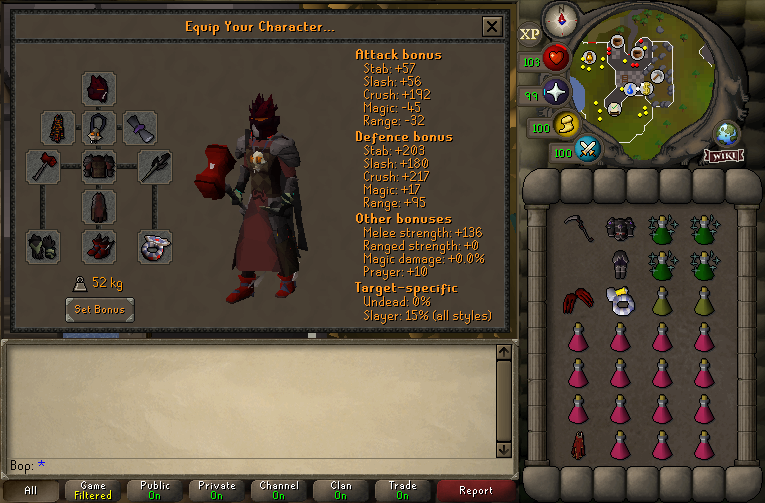 Equip Your Character...
Attack bonus
Stab: +57
Slash: +56
Crush: +192
Magic: -45
Range: -32
Defence bonus
Stab: +203
Slash: +180
Crush: +217
Magic: +17
Range: +95
Other bonuses
Melee strength: +136
Ranged strength: +0
Magic damage: +0.0%
Prayer: +10
Target-specific
Undead: 0%
Slayer: 15% (all styles)
52 kg
Set Bonus
XP
103
99
100
100
WIKI
Bop: *
All
Game
Filtered
Public
On
Private
On
Channel
On
Clan
On
Trade
On
Report